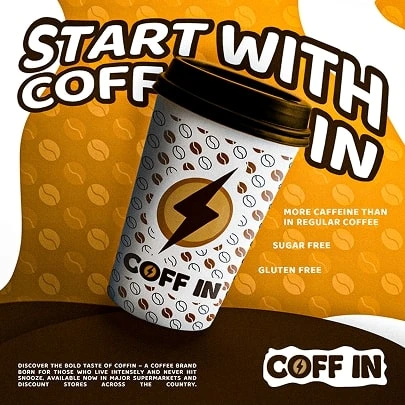 START WITH
COFF IN
COFF IN
MORE CAFFEINE THAN
IN REGULAR COFFEE
SUGAR FREE
GLUTEN FREE
DISCOVER THE BOLD TASTE OF COFFIN – A COFFEE BRAND
BORN FOR THOSE WHO LIVE INTENSELY AND NEVER HIT
SNOOZE. AVAILABLE NOW IN MAJOR SUPERMARKETS AND
DISCOUNT STORES ACROSS THE COUNTRY.
COFF IN